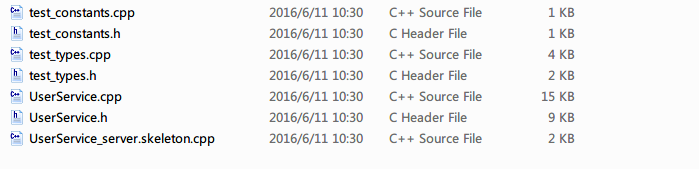 test_constants.cpp 2016/6/11 10:30 C++ Source File 1 KB
test_constants.h 2016/6/11 10:30 C Header File 1 KB
test_types.cpp 2016/6/11 10:30 C++ Source File 4 KB
test_types.h 2016/6/11 10:30 C Header File 2 KB
UserService.cpp 2016/6/11 10:30 C++ Source File 15 KB
UserService.h 2016/6/11 10:30 C Header File 9 KB
UserService_server.skeleton.cpp 2016/6/11 10:30 C++ Source File 2 KB